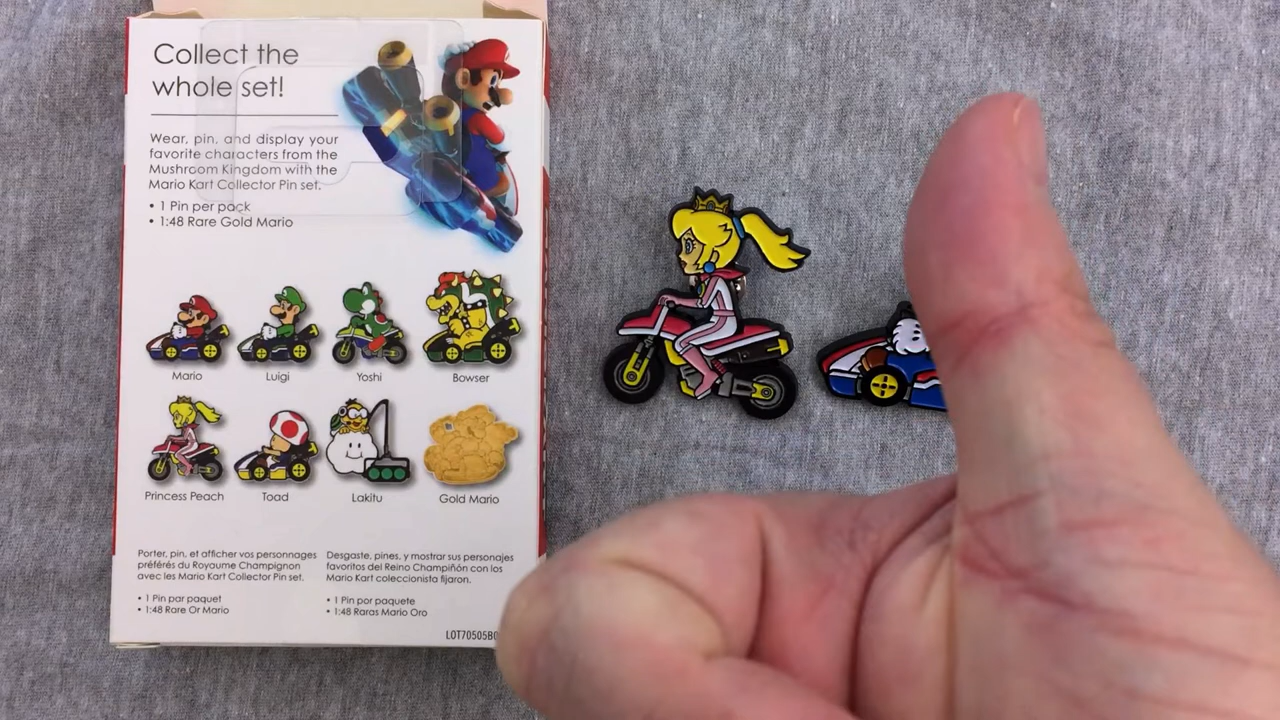 Collect the
whole set!
Wear, pin, and display your
favorite characters from the
Mushroom Kingdom with the
Mario Kart Collector Pin set.
• 1 Pin per pack
• 1:48 Rare Gold Mario
Mario
Luigi
Yoshi
Bowser
Princess Peach
Toad
Lakitu
Gold Mario
Porter, pin, et afficher vos personnages
préférés du Royaume Champignon
avec les Mario Kart Collector Pin set.
• 1 Pin par paquet
• 1:48 Rare Or Mario
Desgaste, pines, y mostrar sus personajes
favoritos del Reino Champiñón con los
Mario Kart coleccionista fijaron.
• 1 Pin por paquete
• 1:48 Raras Mario Oro